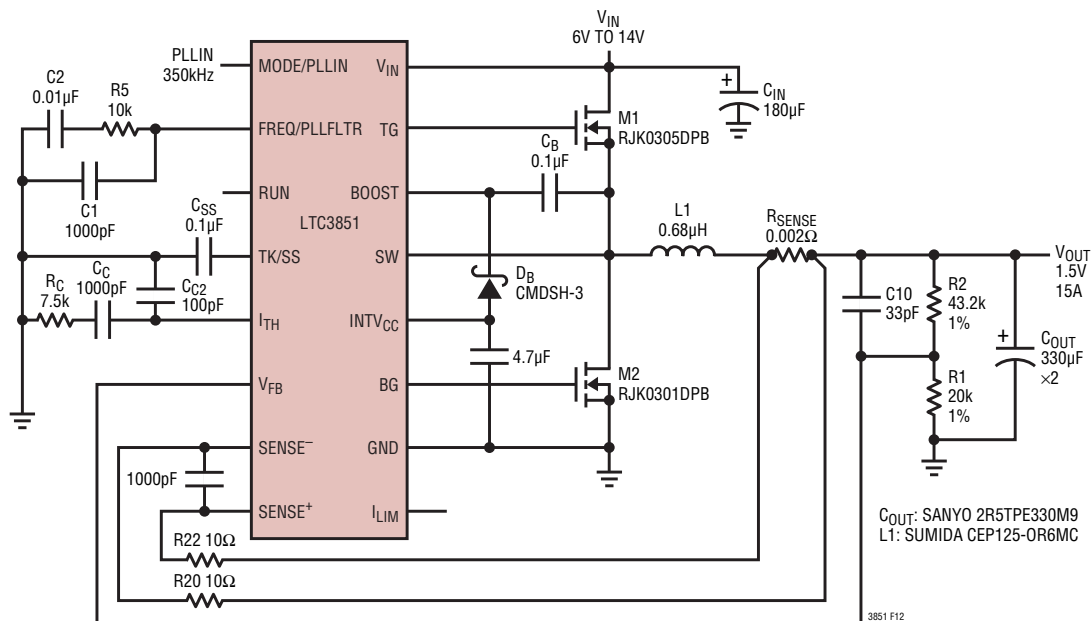 V_IN
6V TO 14V
PLLIN
350kHz
MODE/PLLIN
V_IN
C2
0.01µF
R5
10k
+
C_IN
180µF
M1
RJK0305DPB
FREQ/PLLFLTR
TG
C_B
0.1µF
C1
1000pF
RUN
BOOST
LTC3851
C_SS
0.1µF
TK/SS
SW
L1
0.68µH
R_SENSE
0.002Ω
V_OUT
1.5V
15A
C_C
1000pF
R_C
7.5k
C_C2
100pF
D_B
CMDSH-3
C10
33pF
R2
43.2k
1%
I_TH
INTV_CC
4.7µF
+
C_OUT
330µF
×2
V_FB
BG
M2
RJK0301DPB
R1
20k
1%
SENSE⁻
GND
1000pF
SENSE⁺
I_LIM
R22 10Ω
R20 10Ω
C_OUT: SANYO 2R5TPE330M9
L1: SUMIDA CEP125-OR6MC
3851 F12